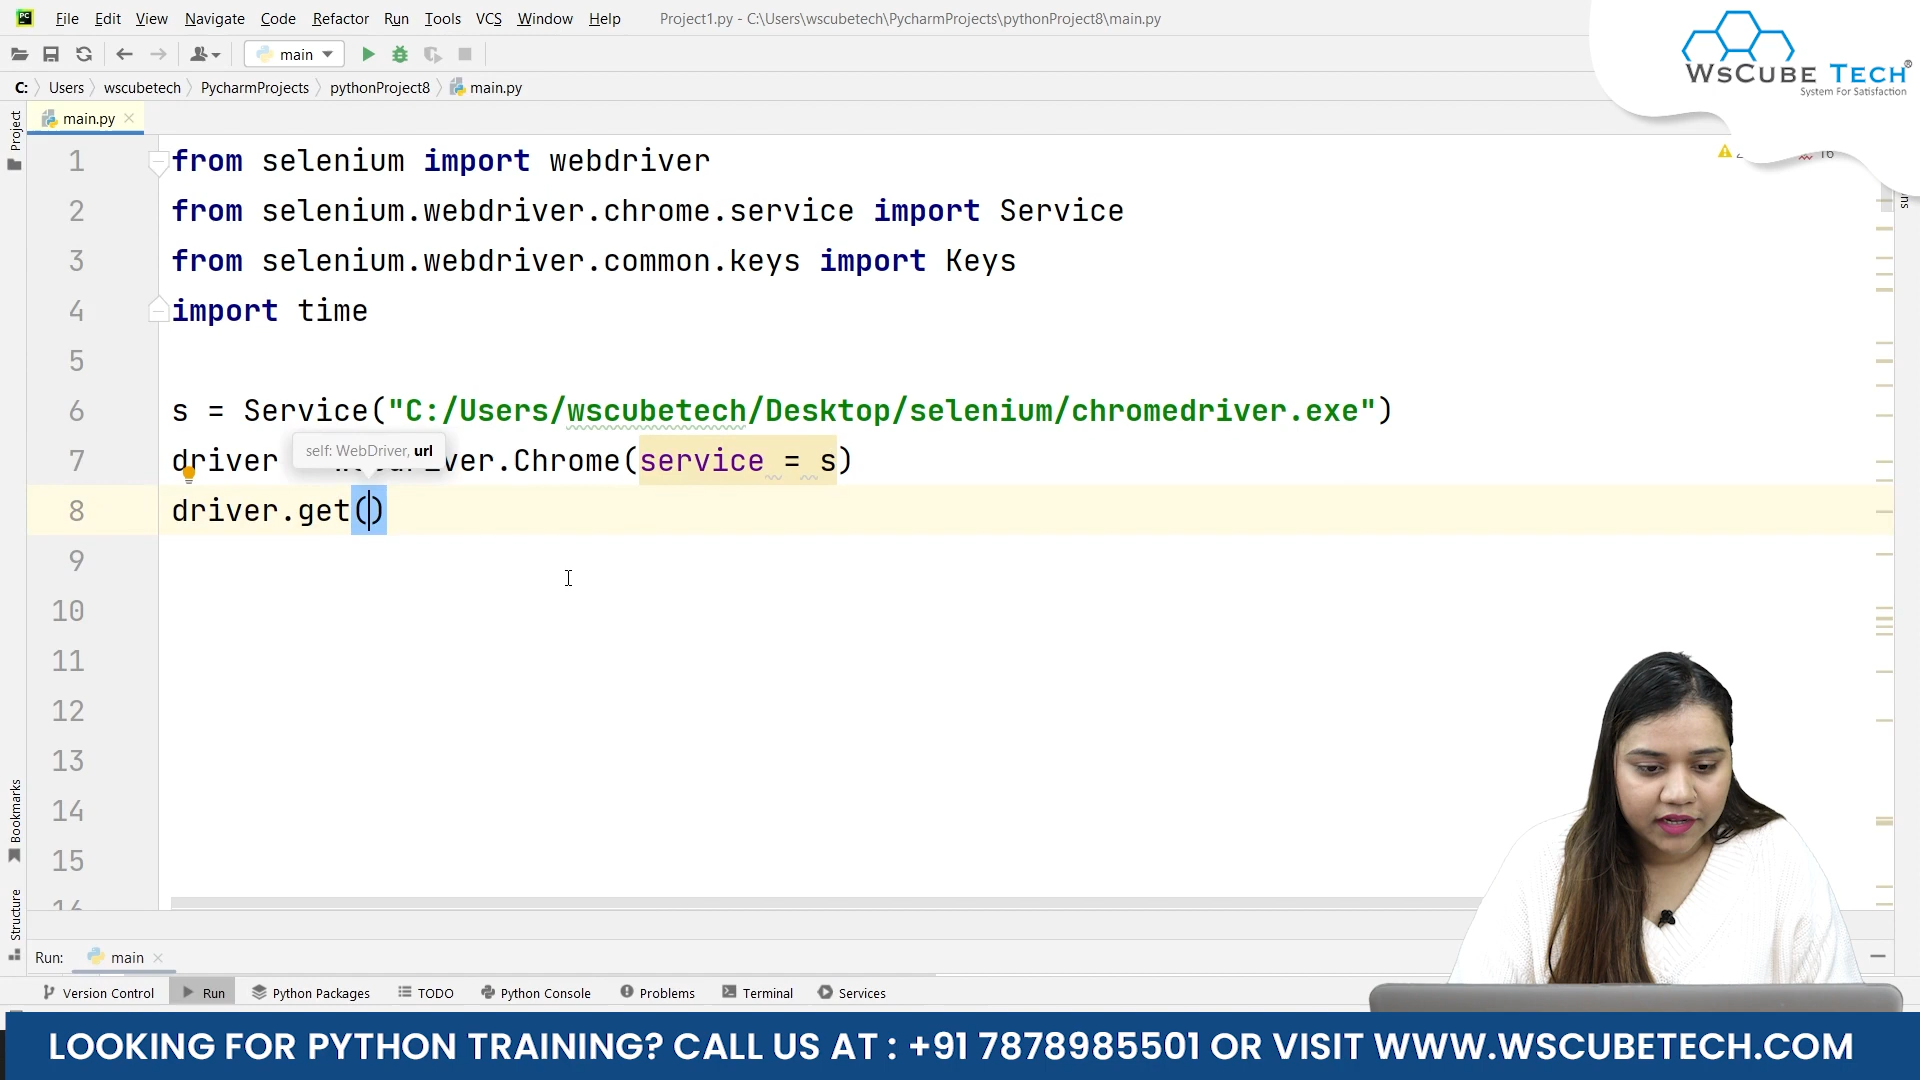 File Edit View Navigate Code Refactor Run Tools VCS Window Help Project1.py - C:\Users\wscubetech\PycharmProjects\pythonProject8\main.py
WSCUBE TECH®
System For Satisfaction
main
C: Users wscubetech PycharmProjects pythonProject8 main.py
main.py
Project
1 from selenium import webdriver
16
2 from selenium.webdriver.chrome.service import Service
3 from selenium.webdriver.common.keys import Keys
4 import time
5
6 s = Service("C:/Users/wscubetech/Desktop/selenium/chromedriver.exe")
self: WebDriver, url
7 driver .Chrome(service = s)
8 driver.get()
9
10
11
12
13
14
15
16
Bookmarks
Structure
Run: main
Version Control Run Python Packages TODO Python Console Problems Terminal Services
LOOKING FOR PYTHON TRAINING? CALL US AT : +91 7878985501 OR VISIT WWW.WSCUBETECH.COM